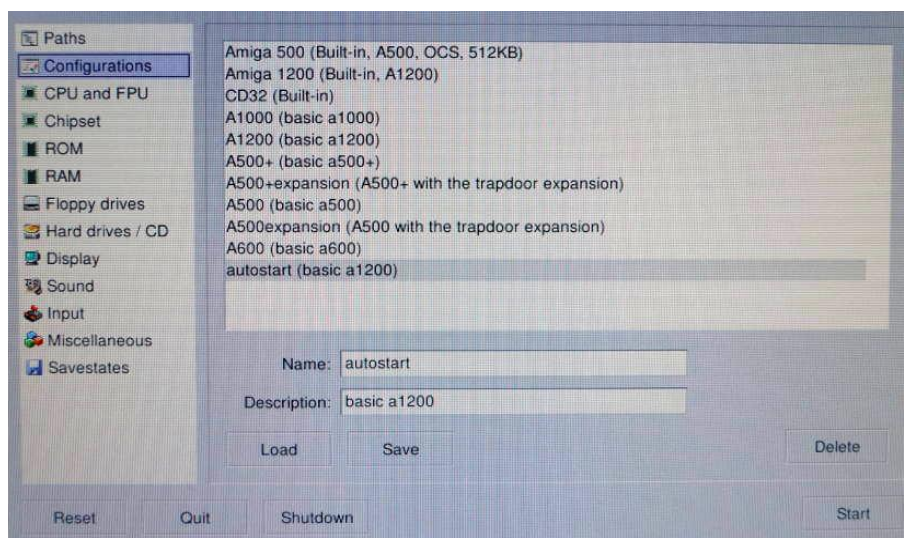 Paths
Configurations
CPU and FPU
Chipset
ROM
RAM
Floppy drives
Hard drives / CD
Display
Sound
Input
Miscellaneous
Savestates
Amiga 500 (Built-in, A500, OCS, 512KB)
Amiga 1200 (Built-in, A1200)
CD32 (Built-in)
A1000 (basic a1000)
A1200 (basic a1200)
A500+ (basic a500+)
A500+expansion (A500+ with the trapdoor expansion)
A500 (basic a500)
A500expansion (A500 with the trapdoor expansion)
A600 (basic a600)
autostart (basic a1200)
Name: autostart
Description: basic a1200
Load Save Delete
Reset Quit Shutdown Start